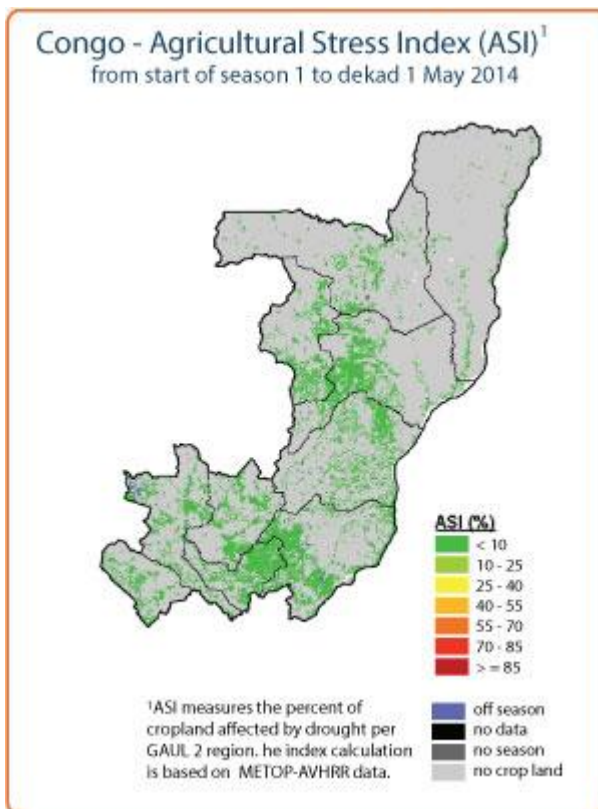 Congo - Agricultural Stress Index (ASI)¹
from start of season 1 to dekad 1 May 2014
ASI (%)
< 10
10 - 25
25 - 40
40 - 55
55 - 70
70 - 85
> = 85
¹ASI measures the percent of
cropland affected by drought per
GAUL 2 region. he index calculation
is based on METOP-AVHRR data.
off season
no data
no season
no crop land